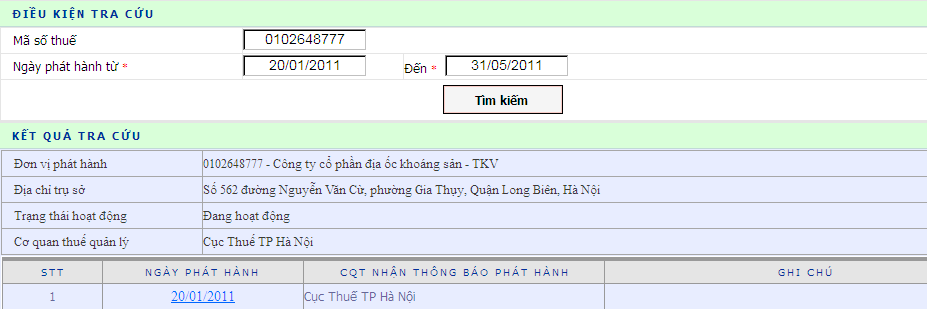 ĐIỀU KIỆN TRA CỨU
Mã số thuế 0102648777
Ngày phát hành từ * 20/01/2011 Đến * 31/05/2011
Tìm kiếm
KẾT QUẢ TRA CỨU
Đơn vị phát hành 0102648777 - Công ty cổ phần địa ốc khoáng sản - TKV
Địa chỉ trụ sở Số 562 đường Nguyễn Văn Cừ, phường Gia Thụy, Quận Long Biên, Hà Nội
Trạng thái hoạt động Đang hoạt động
Cơ quan thuế quản lý Cục Thuế TP Hà Nội
STT NGÀY PHÁT HÀNH CQT NHẬN THÔNG BÁO PHÁT HÀNH GHI CHÚ
1 20/01/2011 Cục Thuế TP Hà Nội